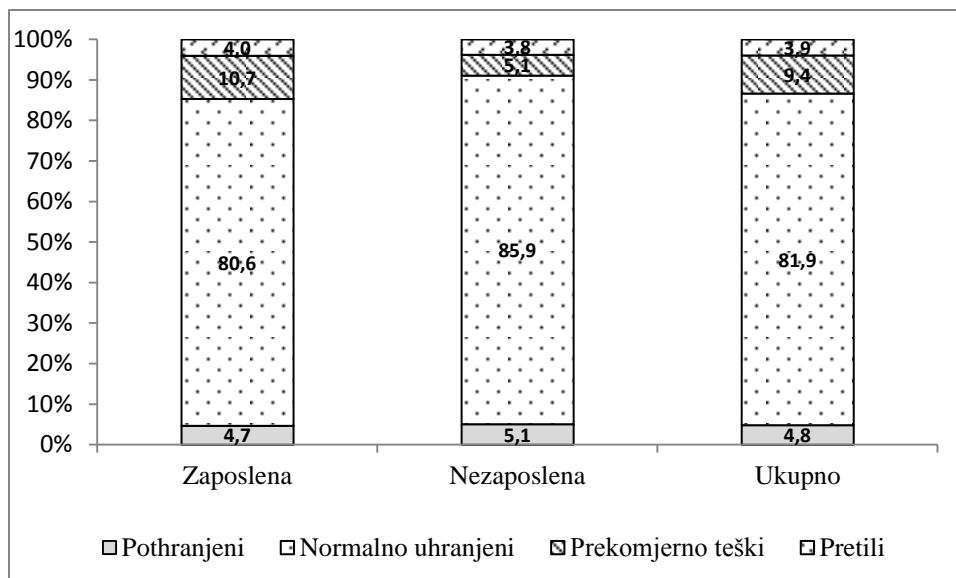 100%
90%
80%
70%
60%
50%
40%
30%
20%
10%
0%
4,0 3,8 3,9
10,7 5,1 9,4
80,6 85,9 81,9
4,7 5,1 4,8
Zaposlena Nezaposlena Ukupno
Pothranjeni Normalno uhranjeni Prekomjerno teški Pretili